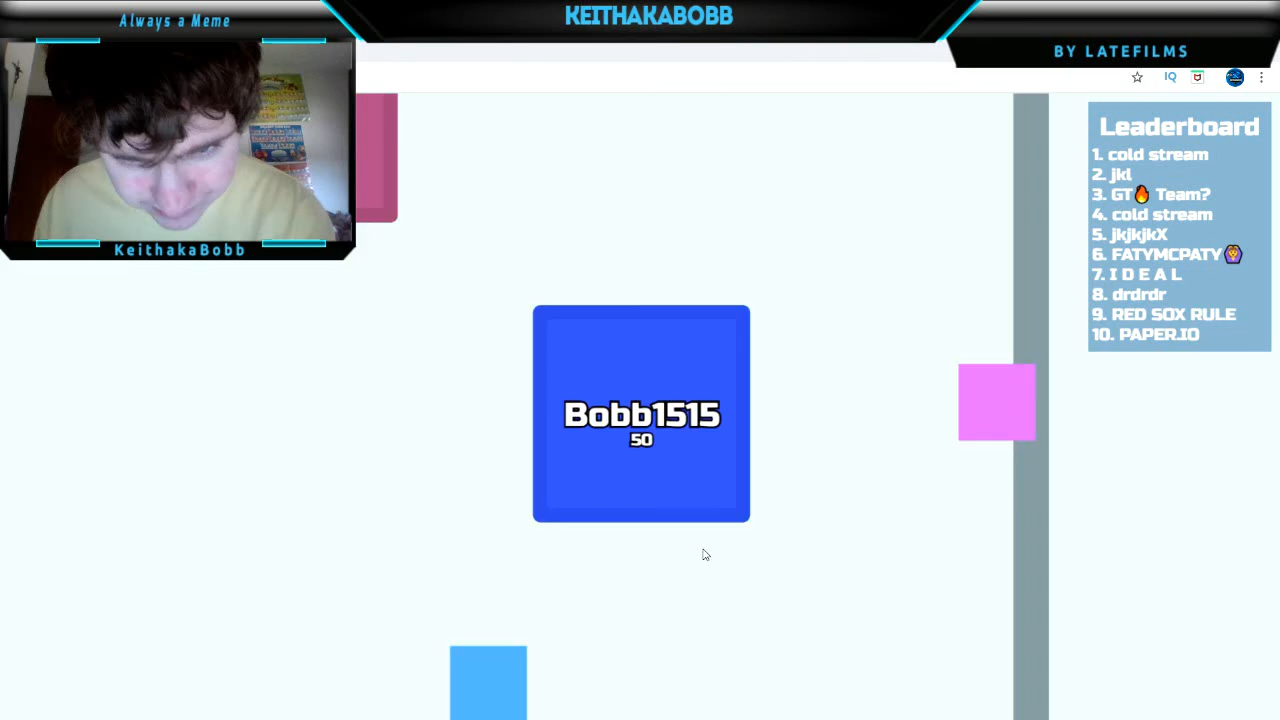 Always a Meme
KEITHAKABOBB
BY LATEFILMS
IQ
KeithakaBobb
Leaderboard
1. cold stream
2. jkl
3. GT🔥 Team?
4. cold stream
5. jkjkjkX
6. FATYMCPATY🙆
7. I D E A L
8. drdrdr
9. RED SOX RULE
10. PAPER.IO
Bobb1515
50